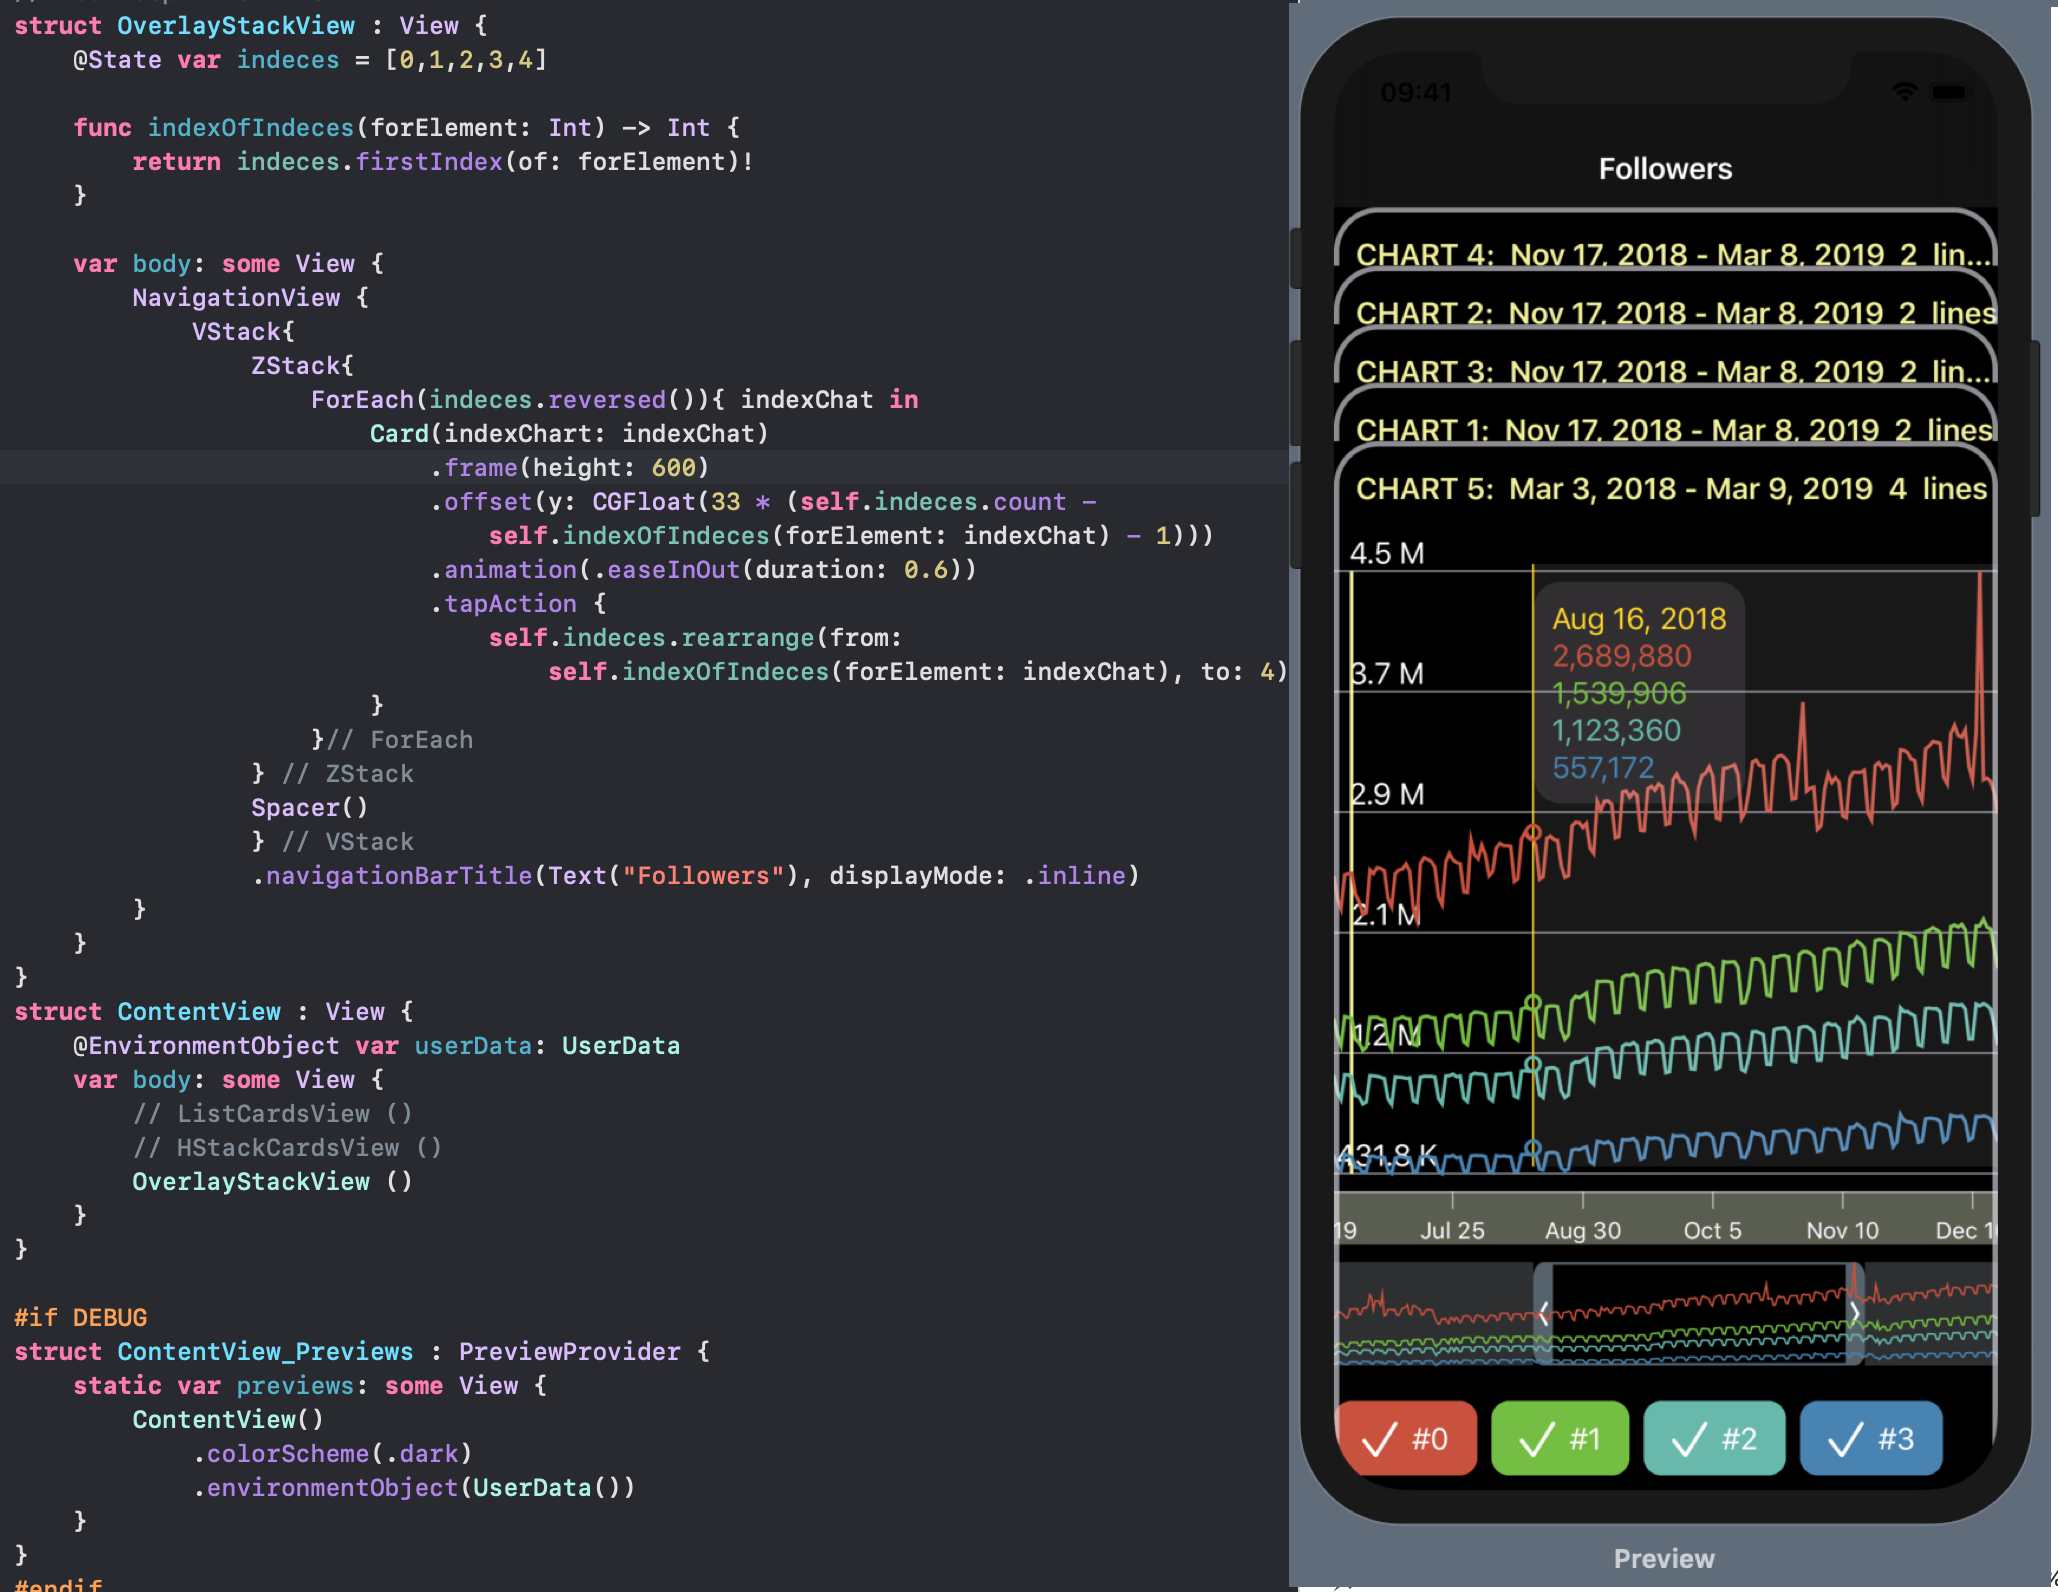 struct OverlayStackView : View {
@State var indeces = [0,1,2,3,4]
func indexOfIndeces(forElement: Int) -> Int {
return indeces.firstIndex(of: forElement)!
}
var body: some View {
NavigationView {
VStack{
ZStack{
ForEach(indeces.reversed()){ indexChat in
Card(indexChart: indexChat)
.frame(height: 600)
.offset(y: CGFloat(33 * (self.indeces.count -
self.indexOfIndeces(forElement: indexChat) - 1)))
.animation(.easeInOut(duration: 0.6))
.tapAction {
self.indeces.rearrange(from:
self.indexOfIndeces(forElement: indexChat), to: 4)
}
}// ForEach
} // ZStack
Spacer()
} // VStack
.navigationBarTitle(Text("Followers"), displayMode: .inline)
}
}
}
struct ContentView : View {
@EnvironmentObject var userData: UserData
var body: some View {
// ListCardsView ()
// HStackCardsView ()
OverlayStackView ()
}
}
#if DEBUG
struct ContentView_Previews : PreviewProvider {
static var previews: some View {
ContentView()
.colorScheme(.dark)
.environmentObject(UserData())
}
}
#endif
09:41
Followers
CHART 4: Nov 17, 2018 - Mar 8, 2019 2 lin...
CHART 2: Nov 17, 2018 - Mar 8, 2019 2 lines
CHART 3: Nov 17, 2018 - Mar 8, 2019 2 lin...
CHART 1: Nov 17, 2018 - Mar 8, 2019 2 lines
CHART 5: Mar 3, 2018 - Mar 9, 2019 4 lines
4.5 M
Aug 16, 2018
2,689,880
3.7 M
1,539,906
1,123,360
557,172
2.9 M
2.1 M
1.2 M
431.8 K
19 Jul 25 Aug 30 Oct 5 Nov 10 Dec 1
#0 #1 #2 #3
Preview